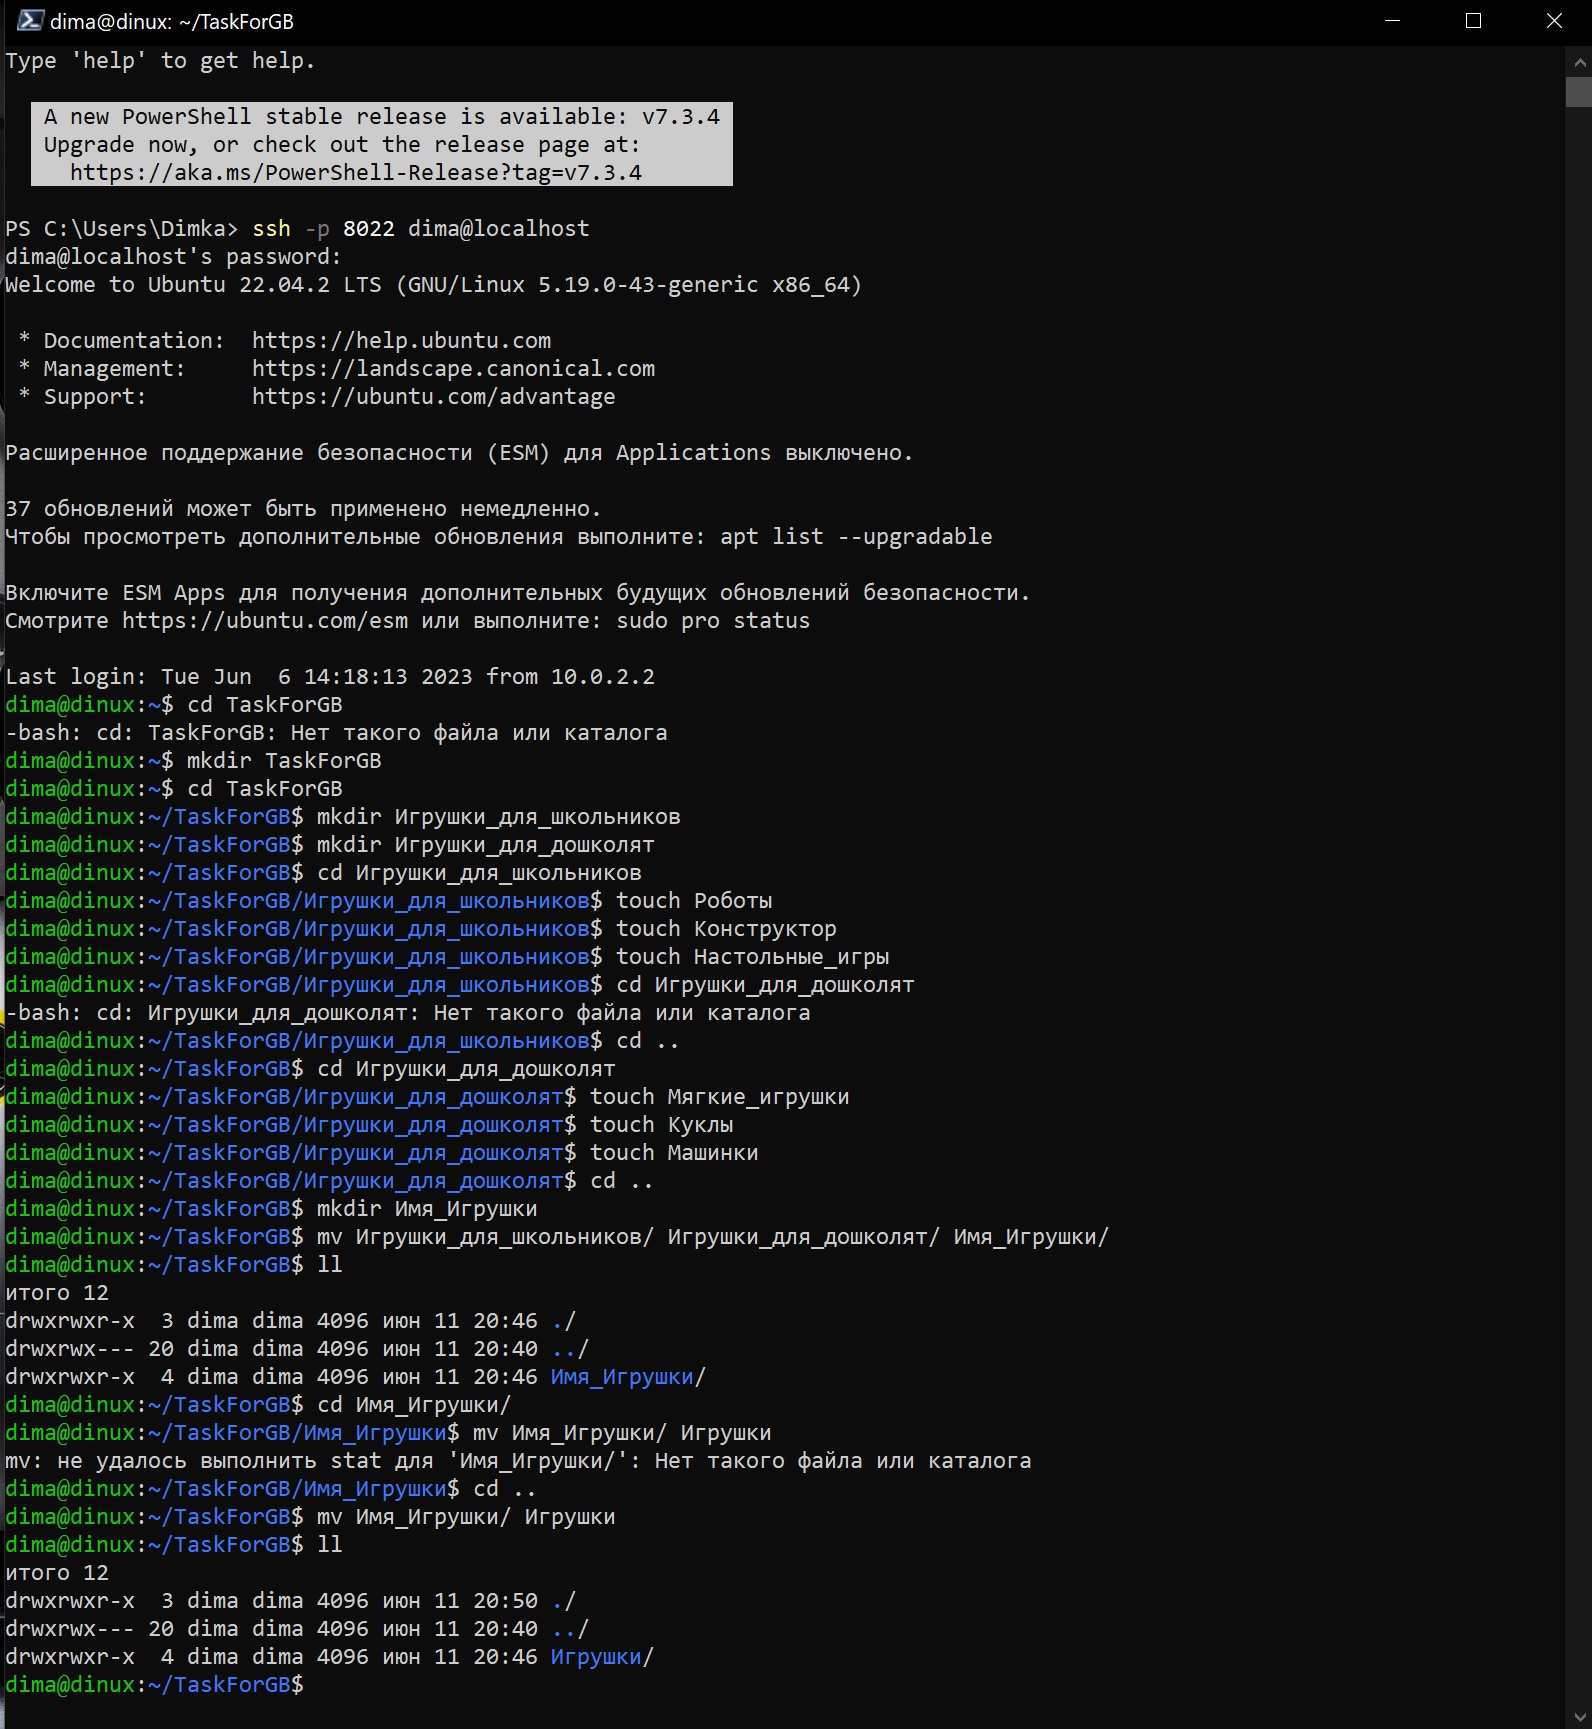 dima@dinux: ~/TaskForGB
Type 'help' to get help.
A new PowerShell stable release is available: v7.3.4
Upgrade now, or check out the release page at:
https://aka.ms/PowerShell-Release?tag=v7.3.4
PS C:\Users\Dimka> ssh -p 8022 dima@localhost
dima@localhost's password:
Welcome to Ubuntu 22.04.2 LTS (GNU/Linux 5.19.0-43-generic x86_64)
* Documentation:  https://help.ubuntu.com
* Management:     https://landscape.canonical.com
* Support:        https://ubuntu.com/advantage
Расширенное поддержание безопасности (ESM) для Applications выключено.
37 обновлений может быть применено немедленно.
Чтобы просмотреть дополнительные обновления выполните: apt list --upgradable
Включите ESM Apps для получения дополнительных будущих обновлений безопасности.
Смотрите https://ubuntu.com/esm или выполните: sudo pro status
Last login: Tue Jun  6 14:18:13 2023 from 10.0.2.2
dima@dinux:~$ cd TaskForGB
-bash: cd: TaskForGB: Нет такого файла или каталога
dima@dinux:~$ mkdir TaskForGB
dima@dinux:~$ cd TaskForGB
dima@dinux:~/TaskForGB$ mkdir Игрушки_для_школьников
dima@dinux:~/TaskForGB$ mkdir Игрушки_для_дошколят
dima@dinux:~/TaskForGB$ cd Игрушки_для_школьников
dima@dinux:~/TaskForGB/Игрушки_для_школьников$ touch Роботы
dima@dinux:~/TaskForGB/Игрушки_для_школьников$ touch Конструктор
dima@dinux:~/TaskForGB/Игрушки_для_школьников$ touch Настольные_игры
dima@dinux:~/TaskForGB/Игрушки_для_школьников$ cd Игрушки_для_дошколят
-bash: cd: Игрушки_для_дошколят: Нет такого файла или каталога
dima@dinux:~/TaskForGB/Игрушки_для_школьников$ cd ..
dima@dinux:~/TaskForGB$ cd Игрушки_для_дошколят
dima@dinux:~/TaskForGB/Игрушки_для_дошколят$ touch Мягкие_игрушки
dima@dinux:~/TaskForGB/Игрушки_для_дошколят$ touch Куклы
dima@dinux:~/TaskForGB/Игрушки_для_дошколят$ touch Машинки
dima@dinux:~/TaskForGB/Игрушки_для_дошколят$ cd ..
dima@dinux:~/TaskForGB$ mkdir Имя_Игрушки
dima@dinux:~/TaskForGB$ mv Игрушки_для_школьников/ Игрушки_для_дошколят/ Имя_Игрушки/
dima@dinux:~/TaskForGB$ ll
итого 12
drwxrwxr-x  3 dima dima 4096 июн 11 20:46 ./
drwxrwx--- 20 dima dima 4096 июн 11 20:40 ../
drwxrwxr-x  4 dima dima 4096 июн 11 20:46 Имя_Игрушки/
dima@dinux:~/TaskForGB$ cd Имя_Игрушки/
dima@dinux:~/TaskForGB/Имя_Игрушки$ mv Имя_Игрушки/ Игрушки
mv: не удалось выполнить stat для 'Имя_Игрушки/': Нет такого файла или каталога
dima@dinux:~/TaskForGB/Имя_Игрушки$ cd ..
dima@dinux:~/TaskForGB$ mv Имя_Игрушки/ Игрушки
dima@dinux:~/TaskForGB$ ll
итого 12
drwxrwxr-x  3 dima dima 4096 июн 11 20:50 ./
drwxrwx--- 20 dima dima 4096 июн 11 20:40 ../
drwxrwxr-x  4 dima dima 4096 июн 11 20:46 Игрушки/
dima@dinux:~/TaskForGB$